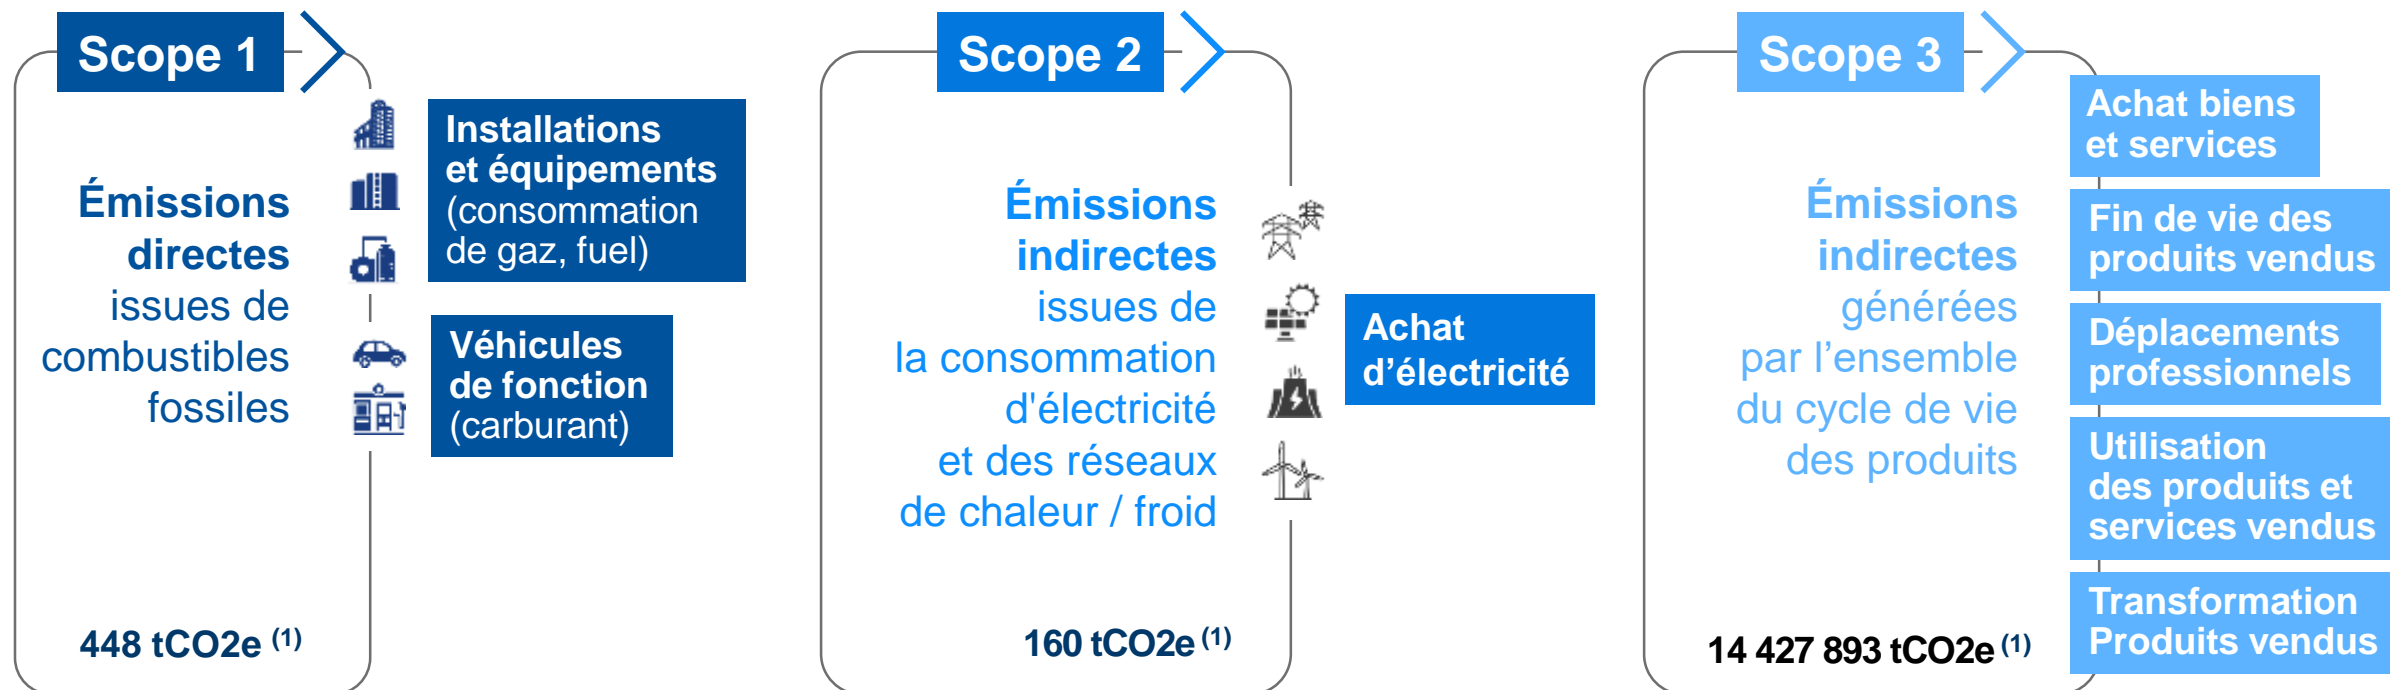 Scope 1
Émissions
directes
issues de
combustibles
fossiles
Installations
et équipements
(consommation
de gaz, fuel)
Véhicules
de fonction
(carburant)
448 tCO2e (1)
Scope 2
Émissions
indirectes
issues de
la consommation
d'électricité
et des réseaux
de chaleur / froid
Achat
d’électricité
160 tCO2e (1)
Scope 3
Émissions
indirectes
générées
par l’ensemble
du cycle de vie
des produits
Achat biens
et services
Fin de vie des
produits vendus
Déplacements
professionnels
Utilisation
des produits et
services vendus
Transformation
Produits vendus
14 427 893 tCO2e (1)